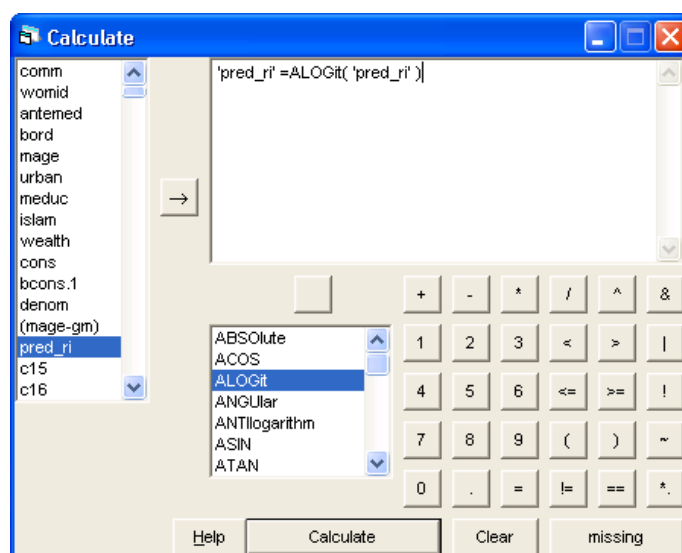 Calculate
comm
womid
antemed
bord
mage
urban
meduc
islam
wealth
cons
bcons.1
denom
(mage-gm)
pred_ri
c15
c16
→
'pred_ri' =ALOGit( 'pred_ri' )
ABSOlute
ACOS
ALOGit
ANGUlar
ANTIlogarithm
ASIN
ATAN
+ - * / ^ &
1 2 3 < > |
4 5 6 <= >= !
7 8 9 ( ) ~
0 . = != == *.
Help Calculate Clear missing